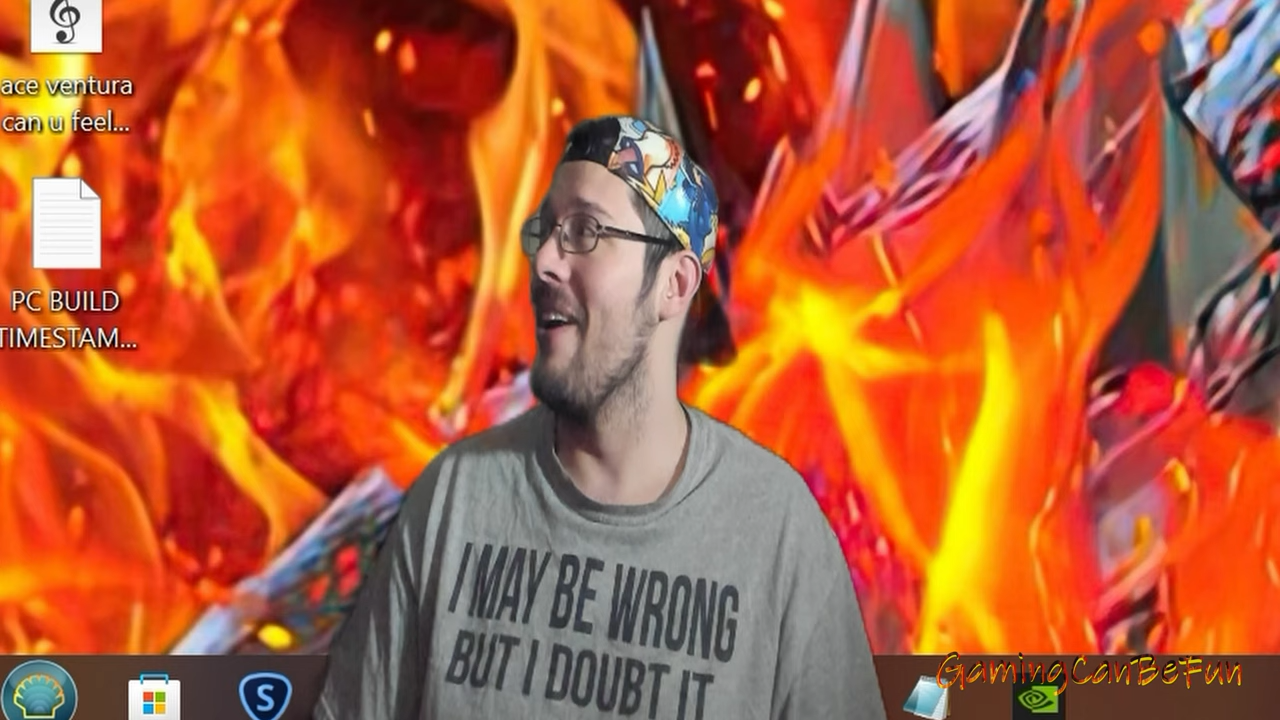 ace ventura
can u feel...
PC BUILD
TIMESTAM...
I MAY BE WRONG
BUT I DOUBT IT
S
GamingCanBeFun